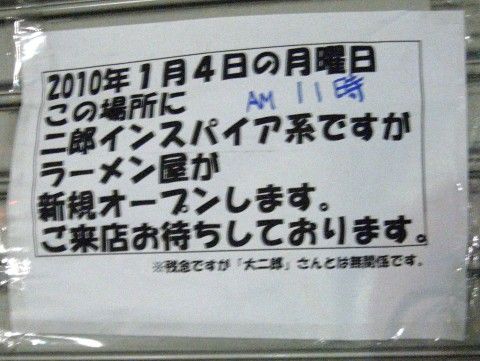 2010年１月４日の月曜日
この場所に AM 11時
二郎インスパイア系ですが
ラーメン屋が
新規オープンします。
ご来店お待ちしております。
※残念ですが「大二郎」さんとは無関係です。